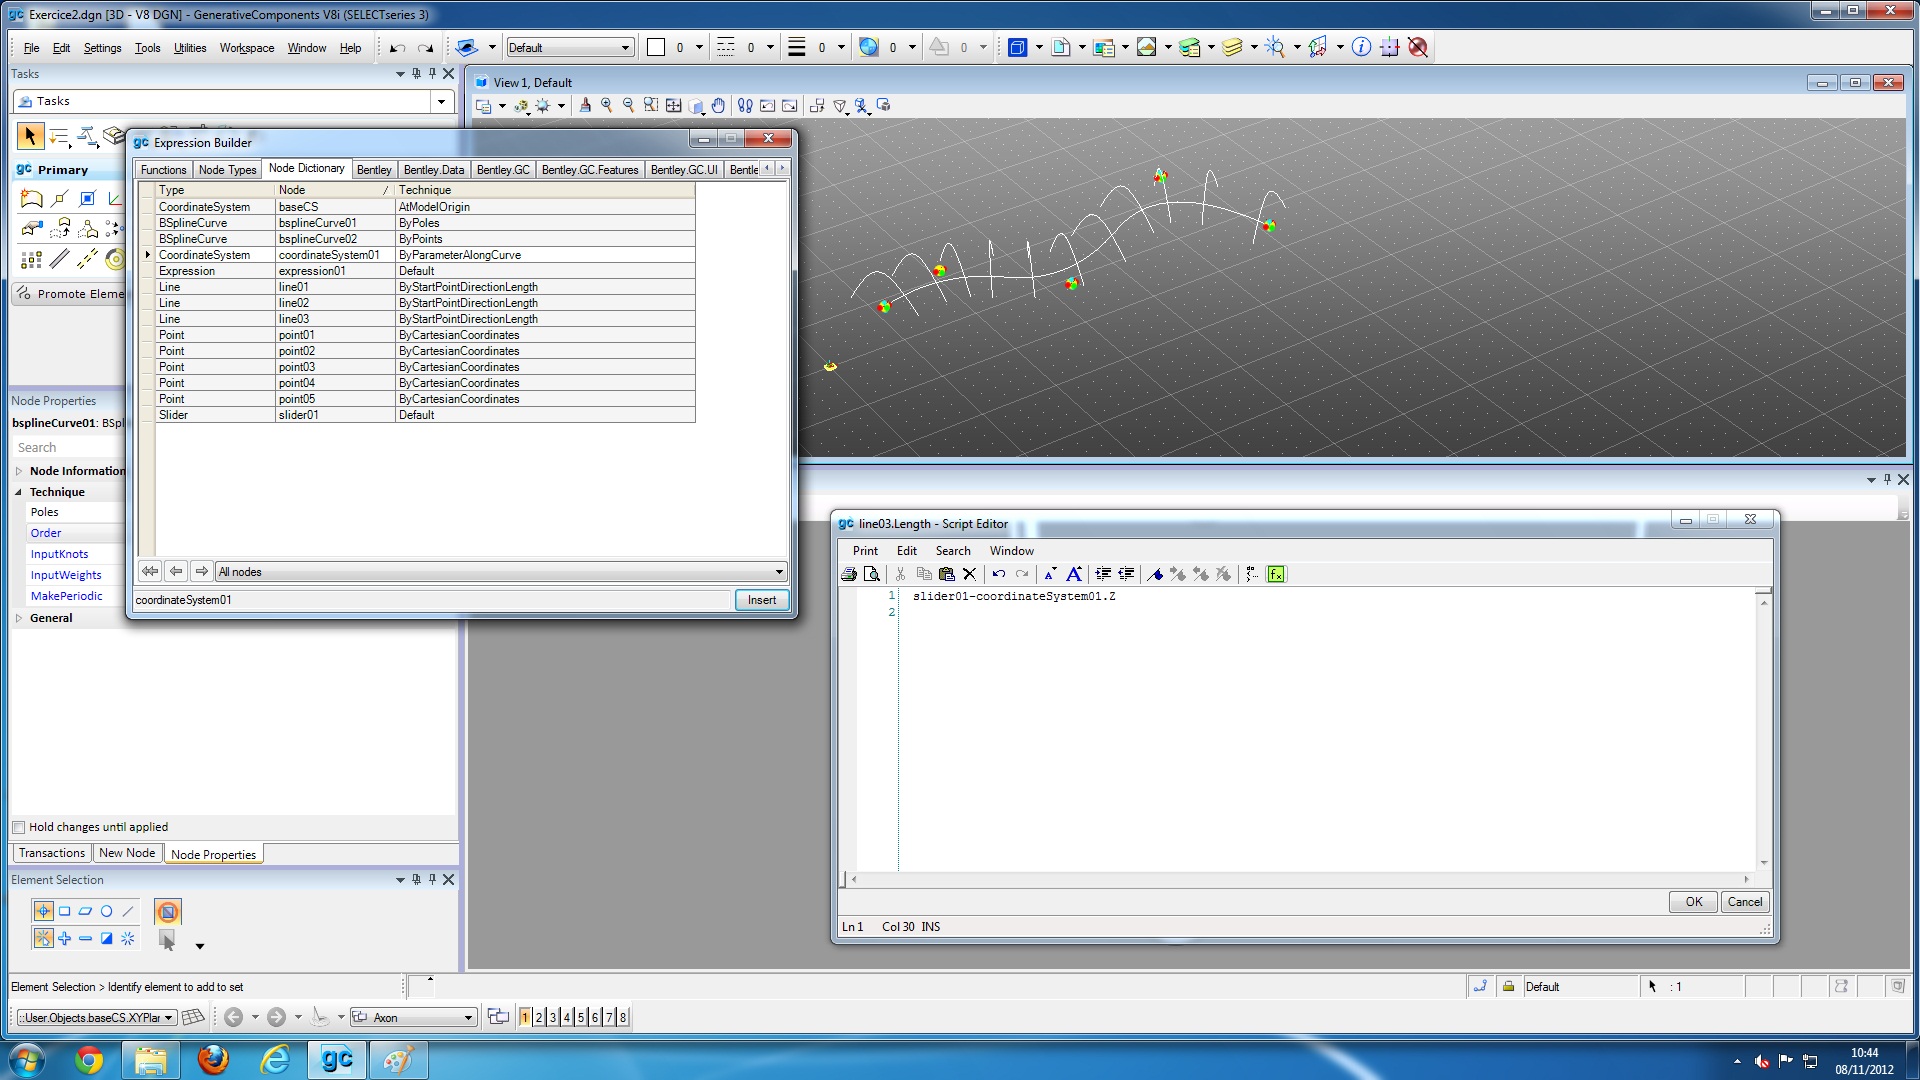 Exercice2.dgn [3D - V8 DGN] - GenerativeComponents V8i (SELECTseries 3)
File Edit Settings Tools Utilities Workspace Window Help
Default 0 0 0 0 0
Tasks
Tasks
Primary
Promote Eleme
View 1, Default
gc Expression Builder
Functions Node Types Node Dictionary Bentley Bentley.Data Bentley.GC Bentley.GC.Features Bentley.GC.UI Bentle
Type Node / Technique
CoordinateSystem baseCS AtModelOrigin
BSplineCurve bsplineCurve01 ByPoles
BSplineCurve bsplineCurve02 ByPoints
CoordinateSystem coordinateSystem01 ByParameterAlongCurve
Expression expression01 Default
Line line01 ByStartPointDirectionLength
Line line02 ByStartPointDirectionLength
Line line03 ByStartPointDirectionLength
Point point01 ByCartesianCoordinates
Point point02 ByCartesianCoordinates
Point point03 ByCartesianCoordinates
Point point04 ByCartesianCoordinates
Point point05 ByCartesianCoordinates
Slider slider01 Default
All nodes
coordinateSystem01 Insert
Node Properties
bsplineCurve01: BSpl
Search
Node Information
Technique
Poles
Order
InputKnots
InputWeights
MakePeriodic
General
Hold changes until applied
Transactions New Node Node Properties
gc line03.Length - Script Editor
Print Edit Search Window
1 slider01-coordinateSystem01.Z
2
OK Cancel
Ln 1 Col 30 INS
Element Selection
Element Selection > Identify element to add to set
Default : 1
::User.Objects.baseCS.XYPlar Axon 1 2 3 4 5 6 7 8
gc
10:44
08/11/2012